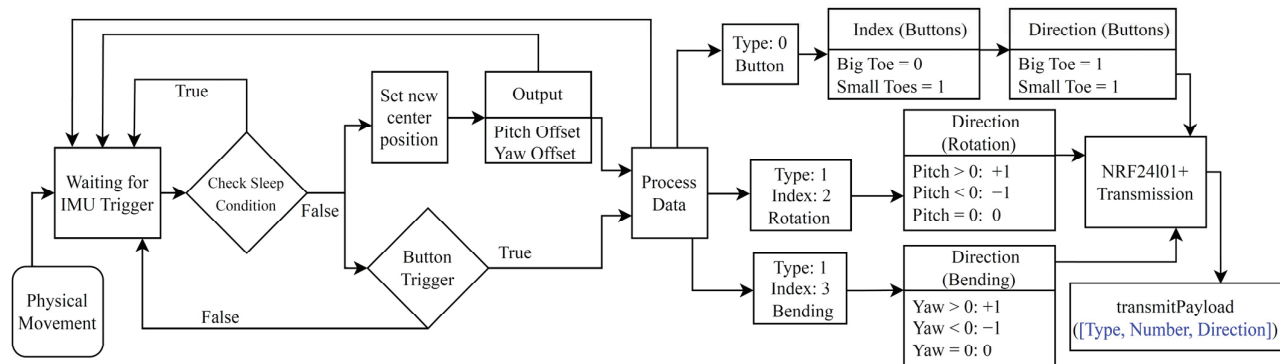 Physical
Movement
Waiting for
IMU Trigger
True
Check Sleep
Condition
False
Set new
center
position
Output
Pitch Offset
Yaw Offset
Button
Trigger
True
False
Process
Data
Type: 0
Button
Index (Buttons)
Big Toe = 0
Small Toes = 1
Direction (Buttons)
Big Toe = 1
Small Toe = 1
Type: 1
Index: 2
Rotation
Direction
(Rotation)
Pitch > 0: +1
Pitch < 0: −1
Pitch = 0: 0
Type: 1
Index: 3
Bending
Direction
(Bending)
Yaw > 0: +1
Yaw < 0: −1
Yaw = 0: 0
NRF24l01+
Transmission
transmitPayload
([Type, Number, Direction])